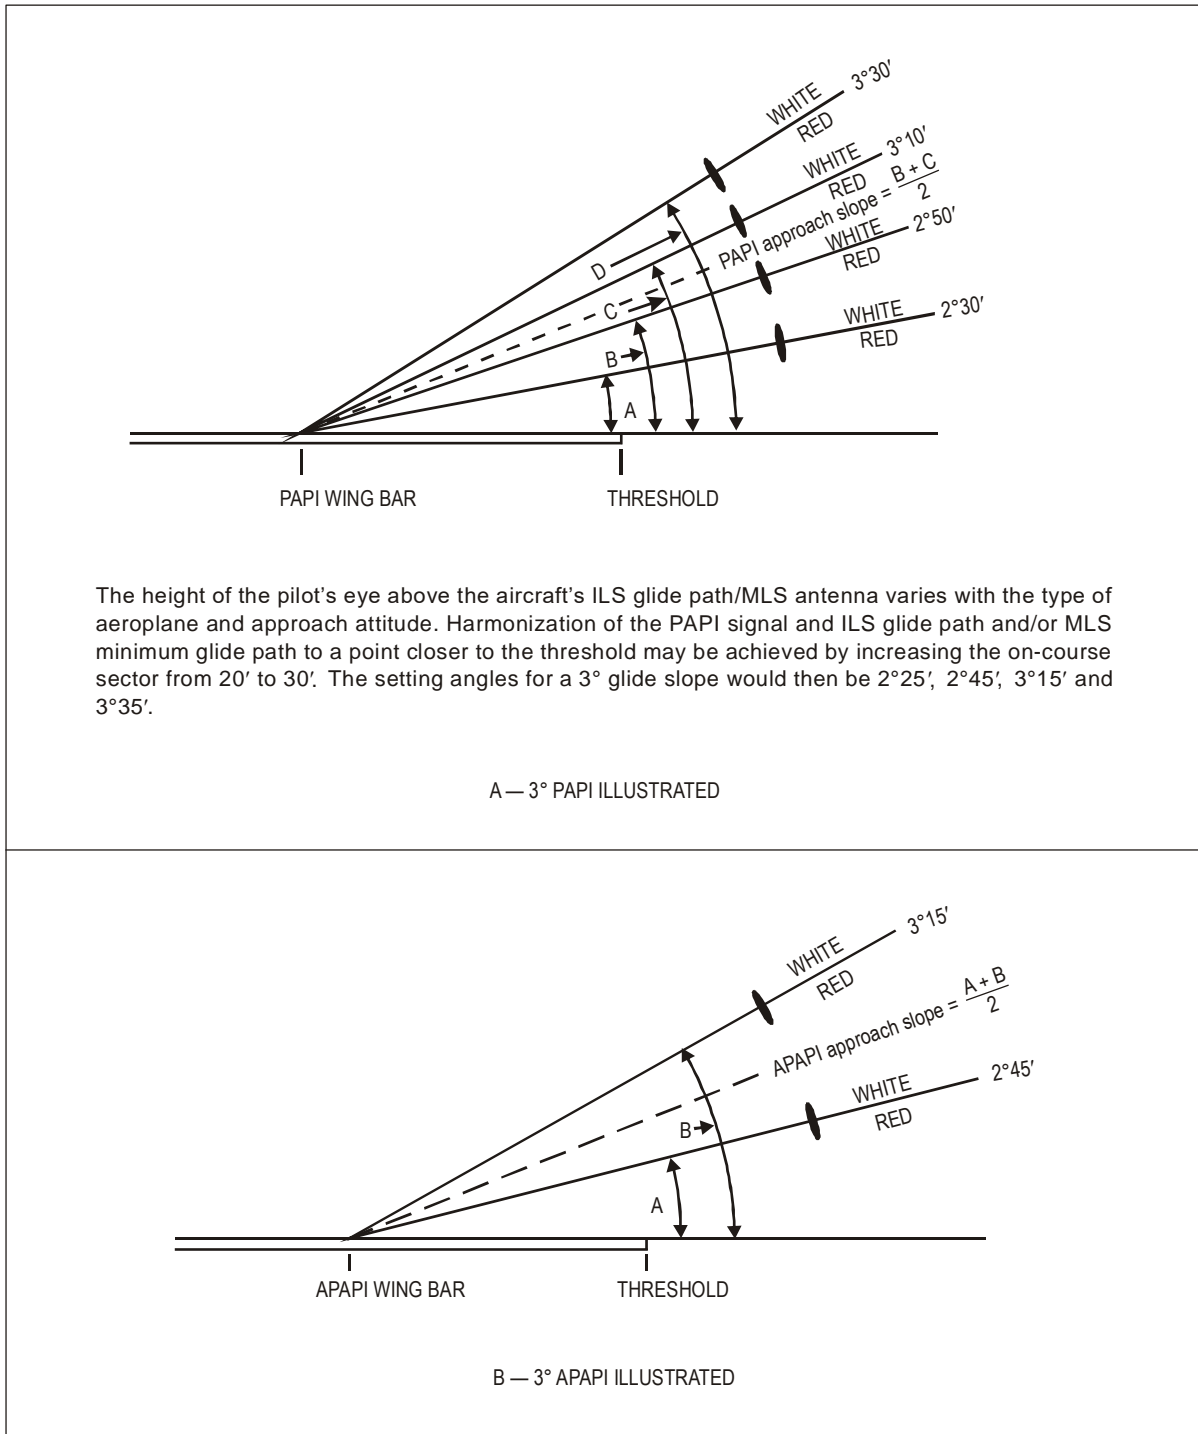 WHITE 3°30′
RED
WHITE 3°10′
RED
PAPI approach slope = B + C
2
WHITE 2°50′
RED
WHITE 2°30′
RED
D
C
B
A
PAPI WING BAR
THRESHOLD
The height of the pilot’s eye above the aircraft’s ILS glide path/MLS antenna varies with the type of
aeroplane and approach attitude. Harmonization of the PAPI signal and ILS glide path and/or MLS
minimum glide path to a point closer to the threshold may be achieved by increasing the on-course
sector from 20′ to 30′. The setting angles for a 3° glide slope would then be 2°25′, 2°45′, 3°15′ and
3°35′.
A — 3° PAPI ILLUSTRATED
WHITE 3°15′
RED
APAPI approach slope = A + B
2
WHITE 2°45′
RED
B
A
APAPI WING BAR
THRESHOLD
B — 3° APAPI ILLUSTRATED